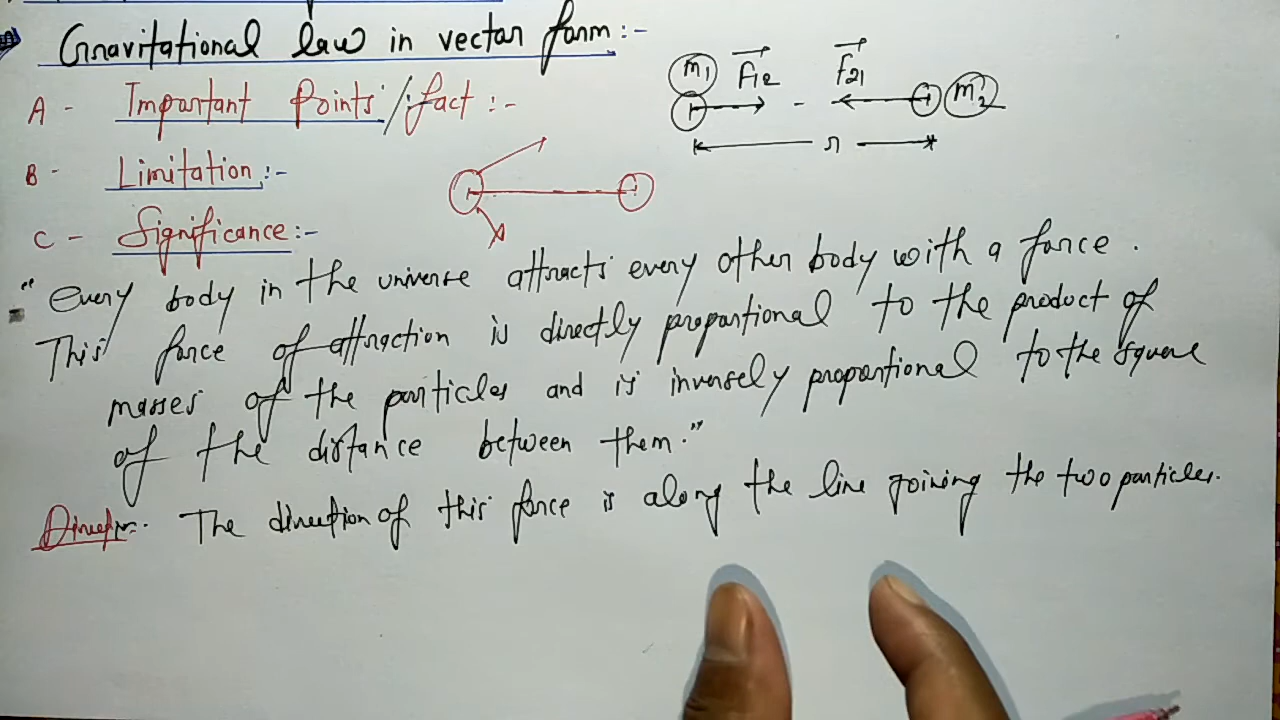 Gravitational law in vector form:-
A - Important Points/fact :-
B - Limitation :-
C - Significance :-
m1 F12 - F21 m2
r
"Every body in the universe attracts every other body with a force.
This force of attraction is directly proportional to the product of
masses of the particles and is inversely proportional to the square
of the distance between them."
Direcn:- The direction of this force is along the line joining the two particles.